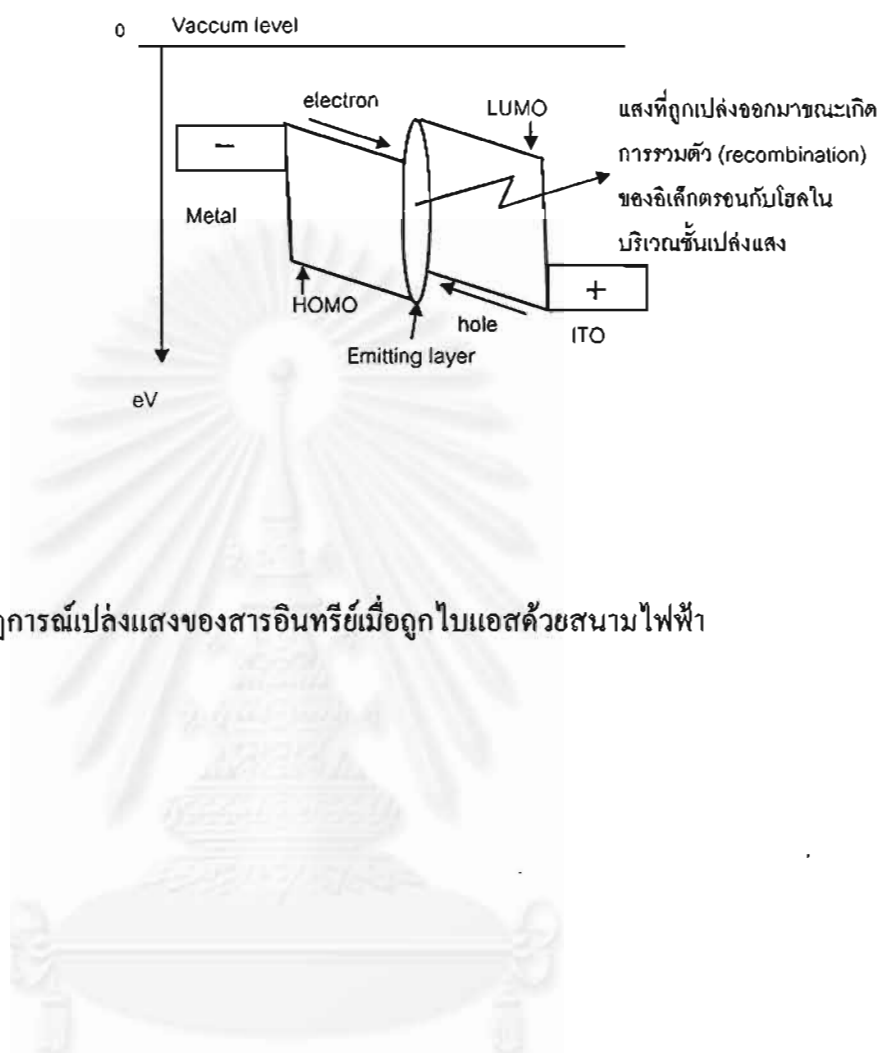 0 Vaccum level
electron
LUMO
แสงที่ถูกเปล่งออกมาขณะเกิด
การรวมตัว (recombination)
ของอิเล็กตรอนกับโฮลใน
บริเวณชั้นเปล่งแสง
−
Metal
HOMO
+
hole
ITO
Emitting layer
eV
การณ์เปล่งแสงของสารอินทรีย์เมื่อถูกไบแอสด้วยสนามไฟฟ้า